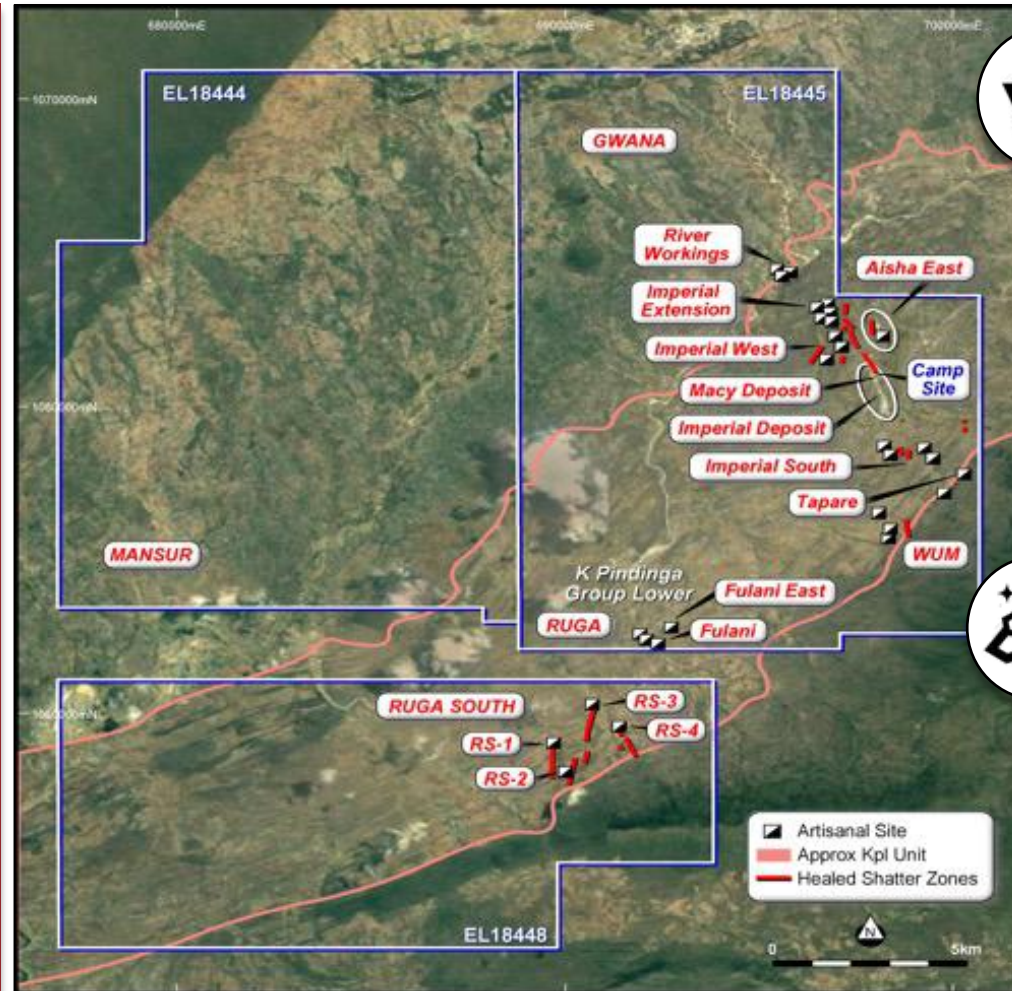 680000mE
690000mE
700000mE
1070000mN
EL18444
EL18445
GWANA
River
Workings
Aisha East
Imperial
Extension
Imperial West
Camp
Site
Macy Deposit
1060000mN
Imperial Deposit
Imperial South
Tapare
MANSUR
WUM
K Pindinga
Group Lower
Fulani East
RUGA
Fulani
RUGA SOUTH
RS-3
RS-4
RS-1
RS-2
Artisanal Site
Approx Kpl Unit
Healed Shatter Zones
EL18448
N
0
5km